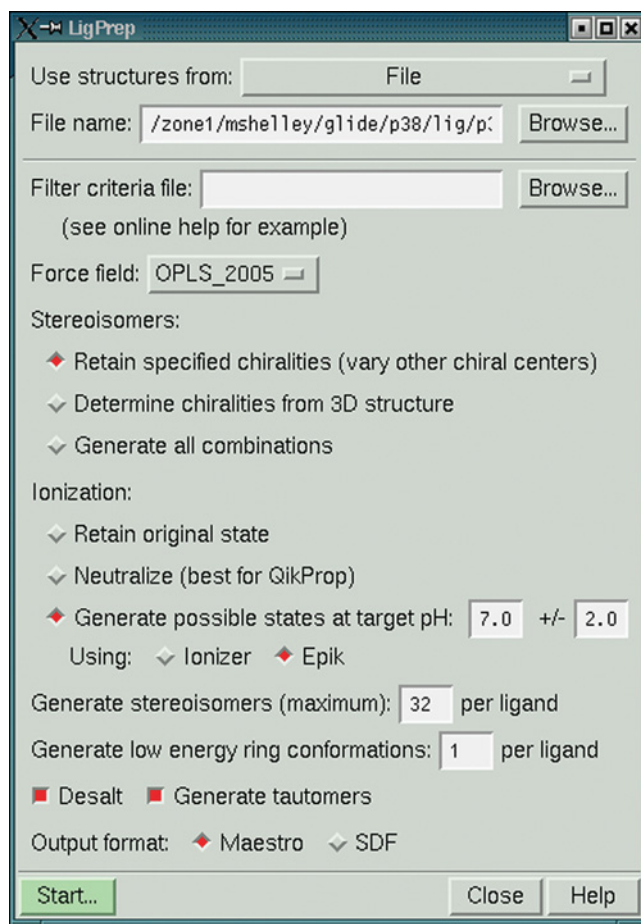 LigPrep
Use structures from: File
File name: /zone1/mshelley/glide/p38/lig/p3 Browse...
Filter criteria file: Browse...
(see online help for example)
Force field: OPLS_2005
Stereoisomers:
Retain specified chiralities (vary other chiral centers)
Determine chiralities from 3D structure
Generate all combinations
Ionization:
Retain original state
Neutralize (best for QikProp)
Generate possible states at target pH: 7.0 +/- 2.0
Using: Ionizer Epik
Generate stereoisomers (maximum): 32 per ligand
Generate low energy ring conformations: 1 per ligand
Desalt Generate tautomers
Output format: Maestro SDF
Start... Close Help